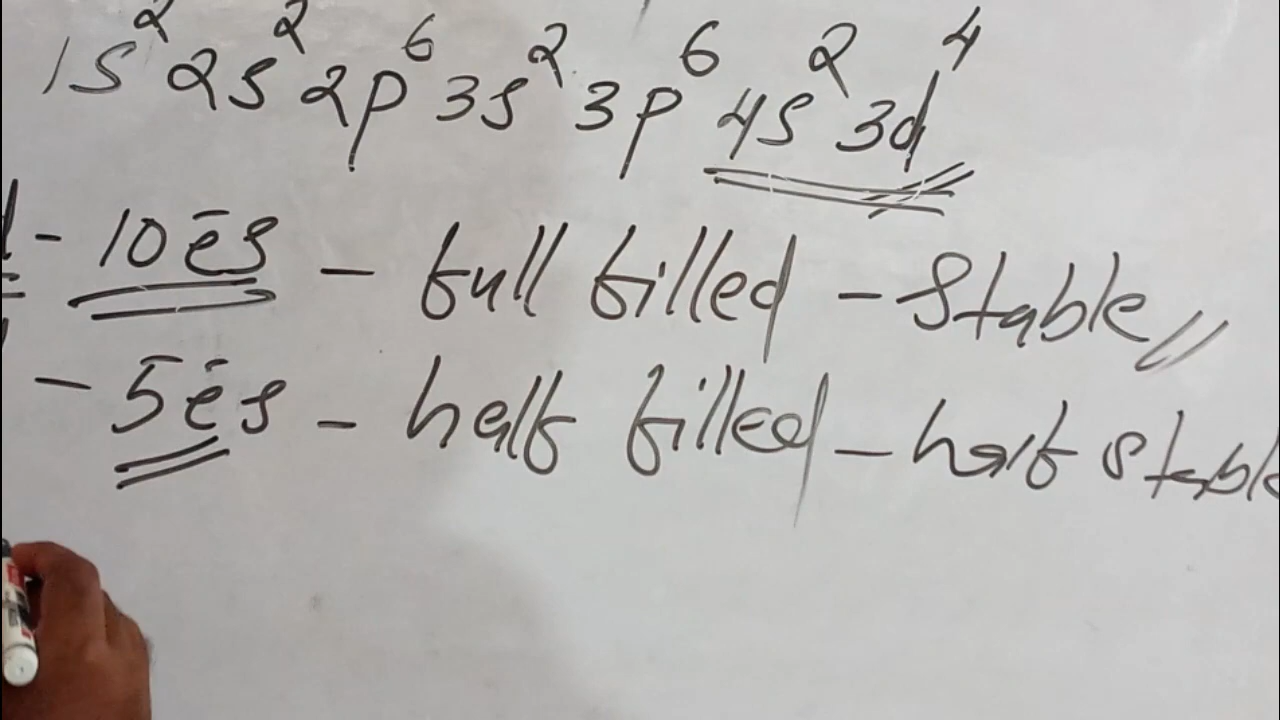 1s² 2s² 2p⁶ 3s² 3p⁶ 4s² 3d⁴
d - 10 ēs - full filled - Stable
- 5 ēs - half filled - half stable